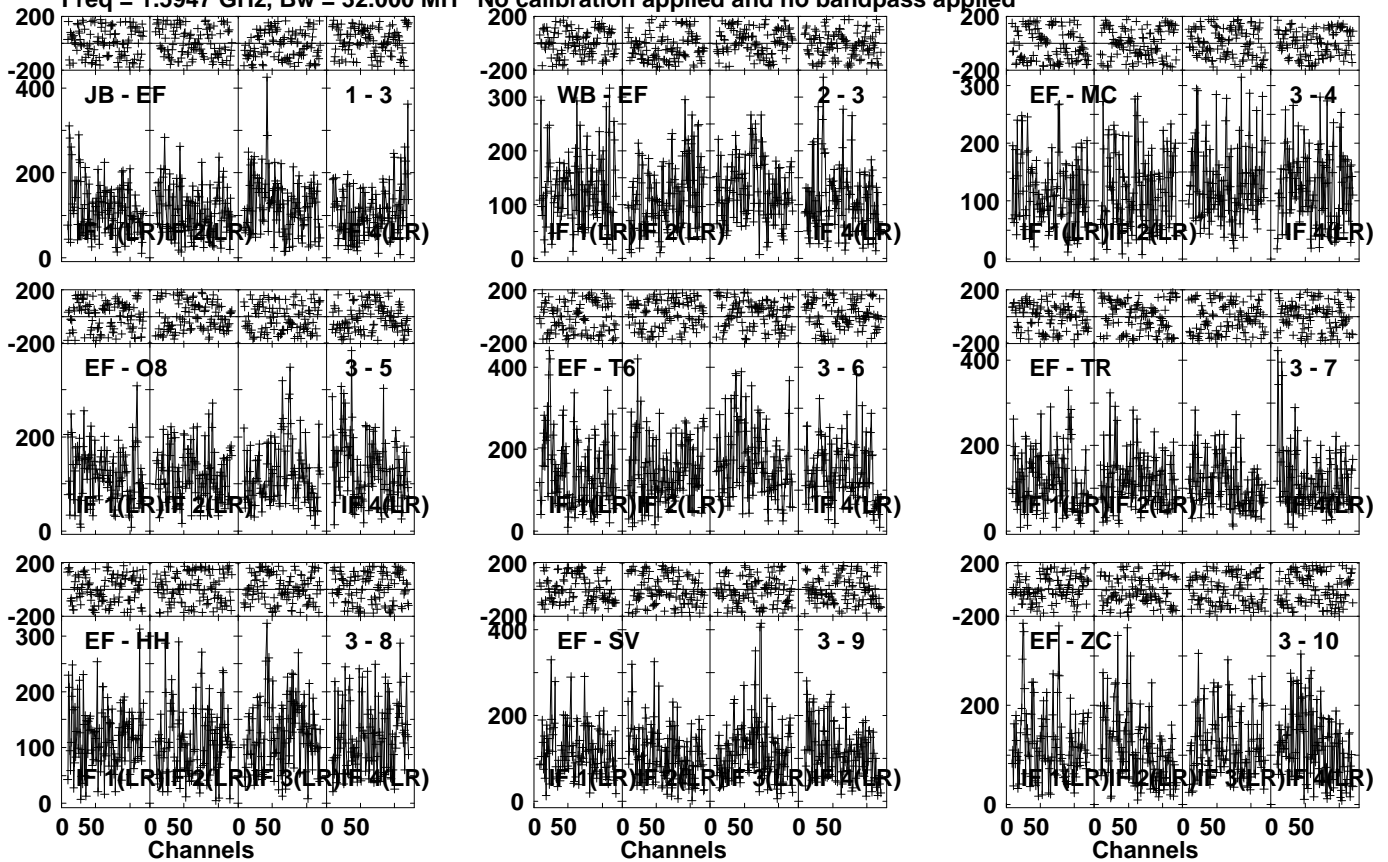 Freq = 1.5947 GHz, Bw = 32.000 MH No calibration applied and no bandpass applied
200 200 200
-200 -200 -200
JB - EF 1 - 3 WB - EF 2 - 3 EF - MC 3 - 4
400 300 300
200 200 200
100 100
IF 1(LR) IF 2(LR) IF 4(LR) IF 1(LR) IF 2(LR) IF 4(LR) IF 1(LR) IF 2(LR) IF 4(LR)
0 0 0
200 200 200
-200 -200 -200
EF - O8 3 - 5 EF - T6 3 - 6 EF - TR 3 - 7
400 400 400
200 200 200
IF 1(LR) IF 2(LR) IF 4(LR) IF 1(LR) IF 2(LR) IF 4(LR) IF 1(LR) IF 2(LR) IF 4(LR)
0 0 0
200 200 200
-200 -200 -200
EF - HH 3 - 8 EF - SV 3 - 9 EF - ZC 3 - 10
300 400
200 200 200
100
IF 1(LR) IF 2(LR) IF 3(LR) IF 4(LR) IF 1(LR) IF 2(LR) IF 3(LR) IF 4(LR) IF 1(LR) IF 2(LR) IF 3(LR) IF 4(LR)
0 0 0
0 50 0 50 0 50 0 50 0 50 0 50 0 50 0 50 0 50 0 50 0 50 0 50
Channels Channels Channels